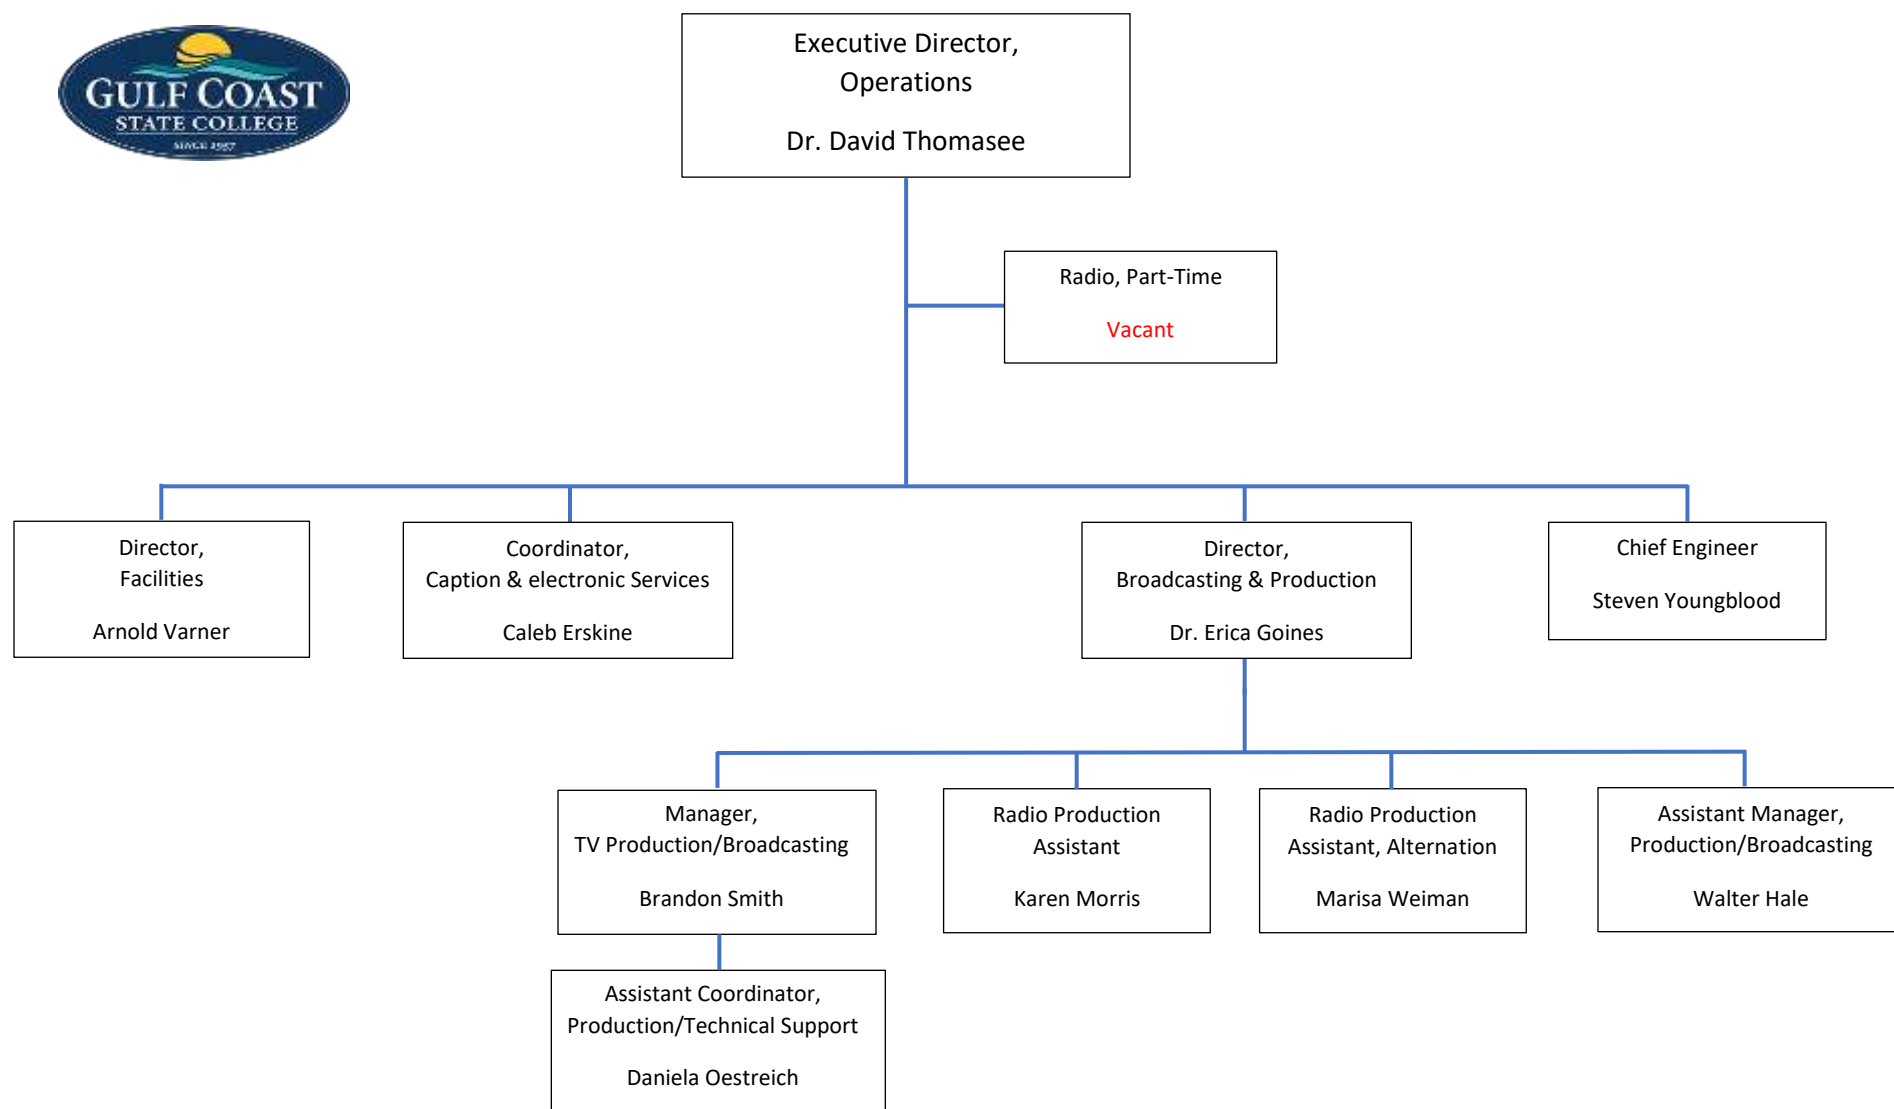 GULF COAST
STATE COLLEGE
SINCE 1957
Executive Director,
Operations
Dr. David Thomasee
Radio, Part-Time
Vacant
Director,
Facilities
Arnold Varner
Coordinator,
Caption & electronic Services
Caleb Erskine
Director,
Broadcasting & Production
Dr. Erica Goines
Chief Engineer
Steven Youngblood
Manager,
TV Production/Broadcasting
Brandon Smith
Radio Production
Assistant
Karen Morris
Radio Production
Assistant, Alternation
Marisa Weiman
Assistant Manager,
Production/Broadcasting
Walter Hale
Assistant Coordinator,
Production/Technical Support
Daniela Oestreich